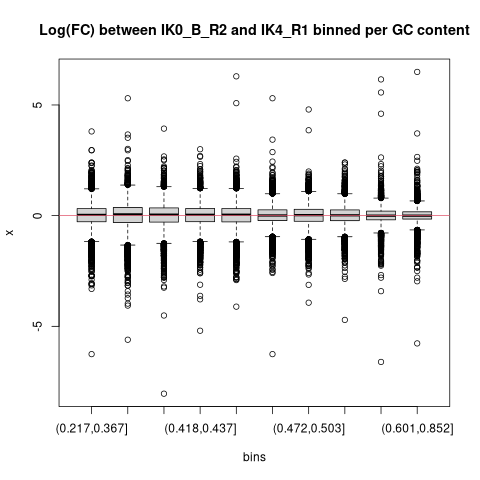 Log(FC) between IK0_B_R2 and IK4_R1 binned per GC content
5
0
-5
x
(0.217,0.367]
(0.418,0.437]
(0.472,0.503]
(0.601,0.852]
bins